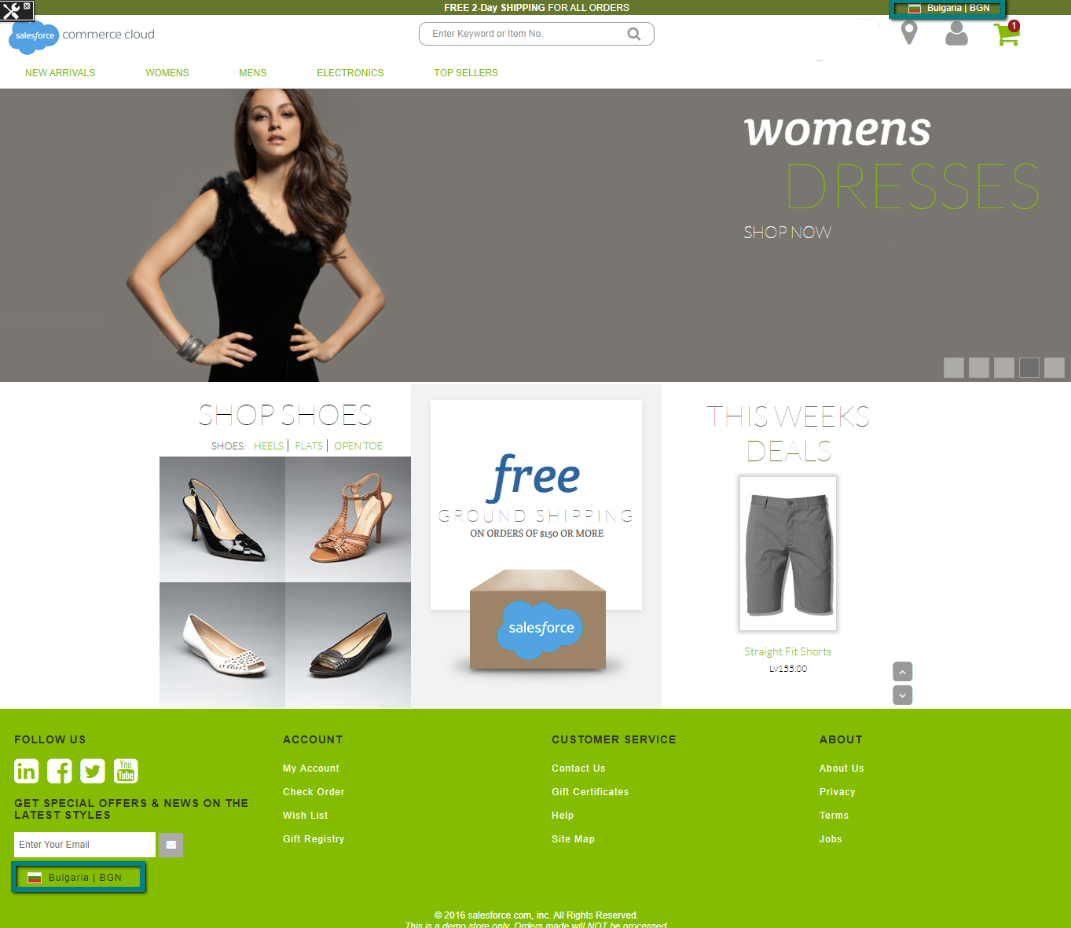 FREE 2-Day SHIPPING FOR ALL ORDERS
Bulgaria | BGN
salesforce commerce cloud
Enter Keyword or Item No.
1
NEW ARRIVALS WOMENS MENS ELECTRONICS TOP SELLERS
womens
DRESSES
SHOP NOW
SHOP SHOES
SHOES: HEELS | FLATS | OPEN TOE
free
GROUND SHIPPING
ON ORDERS OF $150 OR MORE
salesforce
THIS WEEKS
DEALS
Straight Fit Shorts
Lv155.00
FOLLOW US
You
Tube
GET SPECIAL OFFERS & NEWS ON THE
LATEST STYLES
Enter Your Email
Bulgaria | BGN
ACCOUNT
My Account
Check Order
Wish List
Gift Registry
CUSTOMER SERVICE
Contact Us
Gift Certificates
Help
Site Map
ABOUT
About Us
Privacy
Terms
Jobs
© 2016 salesforce.com, inc. All Rights Reserved.
This is a demo store only. Orders made will NOT be processed.